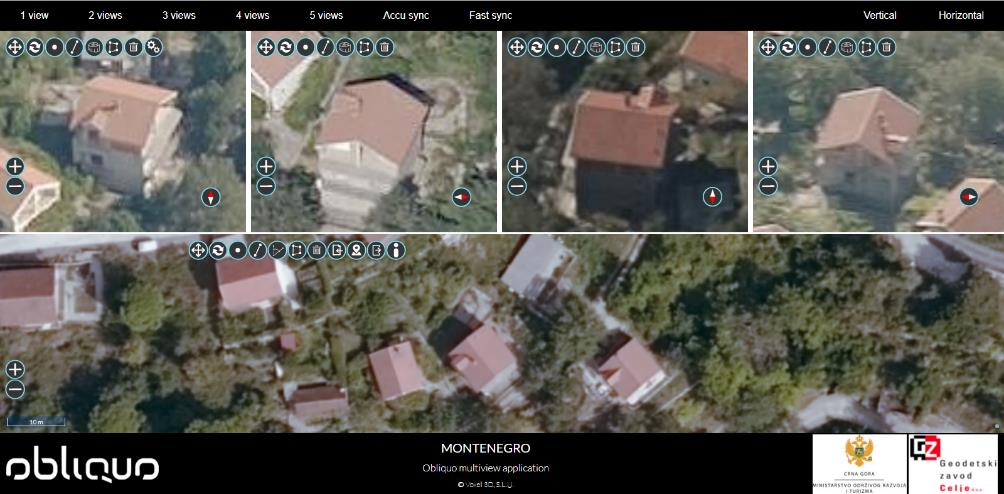 1 view 2 views 3 views 4 views 5 views Accu sync Fast sync Vertical Horizontal
10 m
obliquo
MONTENEGRO
Obliquo multiview application
© Voxel 3D, S.L.u.
CRNA GORA
MINISTARSTVO ODRŽIVOG RAZVOJA
I TURIZMA
GZ
Geodetski
zavod
Celje d.o.o.